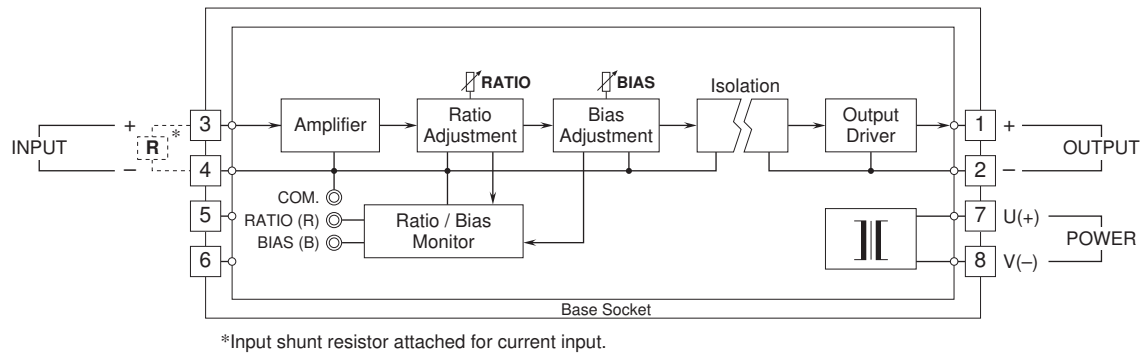 RATIO
BIAS
Isolation
INPUT
+
–
R
*
3
4
5
6
Amplifier
Ratio
Adjustment
Bias
Adjustment
Output
Driver
COM.
RATIO (R)
BIAS (B)
Ratio / Bias
Monitor
1
+
2
–
OUTPUT
7
U(+)
8
V(–)
POWER
Base Socket
*Input shunt resistor attached for current input.